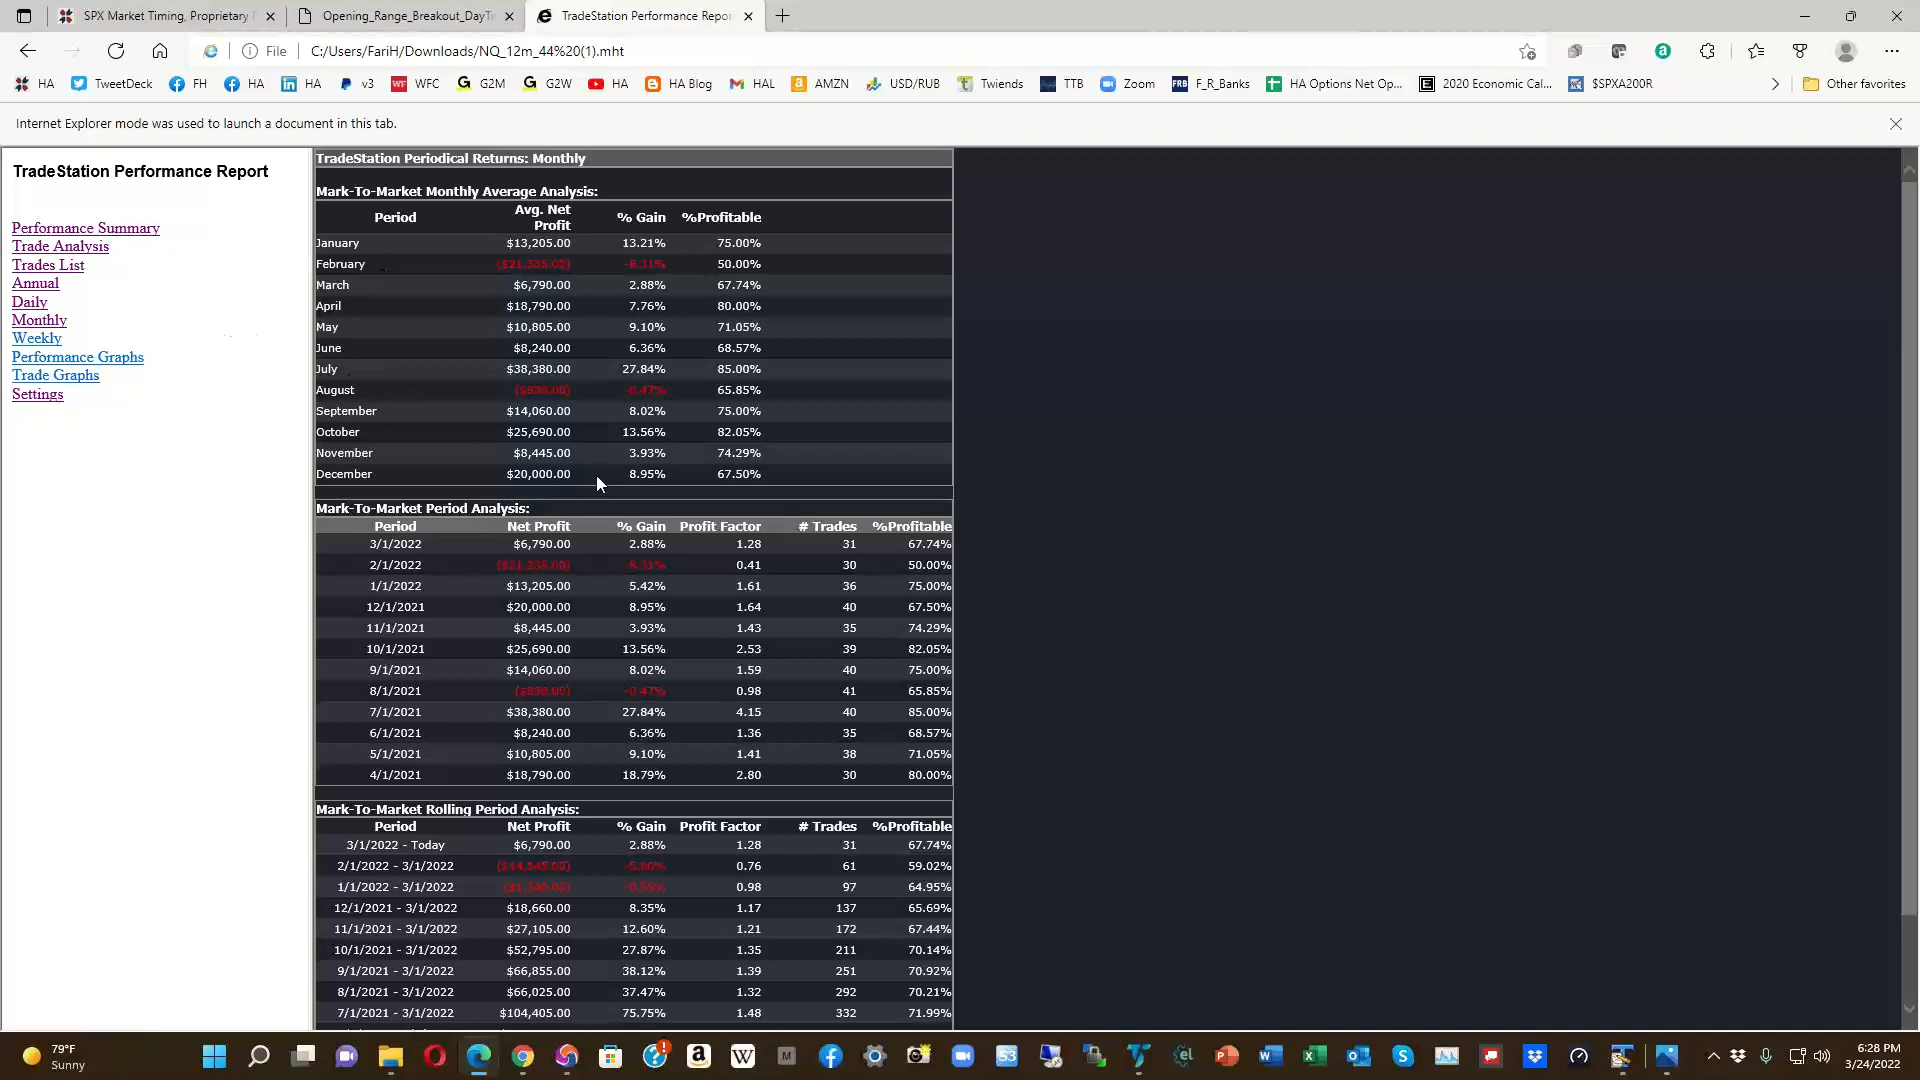 SPX Market Timing, Proprietary
Opening_Range_Breakout_DayT
TradeStation Performance Repor
File
C:/Users/FariH/Downloads/NQ_12m_44%20(1).mht
HA
TweetDeck
FH
HA
HA
v3
WFC
G2M
G2W
HA
HA Blog
HAL
AMZN
USD/RUB
Twiends
TTB
Zoom
F_R_Banks
HA Options Net Op...
2020 Economic Cal...
$SPXA200R
Other favorites
Internet Explorer mode was used to launch a document in this tab.
TradeStation Performance Report
Performance Summary
Trade Analysis
Trades List
Annual
Daily
Monthly
Weekly
Performance Graphs
Trade Graphs
Settings
TradeStation Periodical Returns: Monthly
Mark-To-Market Monthly Average Analysis:
Period Avg. Net Profit % Gain %Profitable
January $13,205.00 13.21% 75.00%
February ($21,335.00) -8.31% 50.00%
March $6,790.00 2.88% 67.74%
April $18,790.00 7.76% 80.00%
May $10,805.00 9.10% 71.05%
June $8,240.00 6.36% 68.57%
July $38,380.00 27.84% 85.00%
August ($830.00) -0.47% 65.85%
September $14,060.00 8.02% 75.00%
October $25,690.00 13.56% 82.05%
November $8,445.00 3.93% 74.29%
December $20,000.00 8.95% 67.50%
Mark-To-Market Period Analysis:
Period Net Profit % Gain Profit Factor # Trades %Profitable
3/1/2022 $6,790.00 2.88% 1.28 31 67.74%
2/1/2022 ($21,335.00) -8.31% 0.41 30 50.00%
1/1/2022 $13,205.00 5.42% 1.61 36 75.00%
12/1/2021 $20,000.00 8.95% 1.64 40 67.50%
11/1/2021 $8,445.00 3.93% 1.43 35 74.29%
10/1/2021 $25,690.00 13.56% 2.53 39 82.05%
9/1/2021 $14,060.00 8.02% 1.59 40 75.00%
8/1/2021 ($830.00) -0.47% 0.98 41 65.85%
7/1/2021 $38,380.00 27.84% 4.15 40 85.00%
6/1/2021 $8,240.00 6.36% 1.36 35 68.57%
5/1/2021 $10,805.00 9.10% 1.41 38 71.05%
4/1/2021 $18,790.00 18.79% 2.80 30 80.00%
Mark-To-Market Rolling Period Analysis:
Period Net Profit % Gain Profit Factor # Trades %Profitable
3/1/2022 - Today $6,790.00 2.88% 1.28 31 67.74%
2/1/2022 - 3/1/2022 ($14,545.00) 0.76 61 59.02%
1/1/2022 - 3/1/2022 ($1,340.00) 0.98 97 64.95%
12/1/2021 - 3/1/2022 $18,660.00 8.35% 1.17 137 65.69%
11/1/2021 - 3/1/2022 $27,105.00 12.60% 1.21 172 67.44%
10/1/2021 - 3/1/2022 $52,795.00 27.87% 1.35 211 70.14%
9/1/2021 - 3/1/2022 $66,855.00 38.12% 1.39 251 70.92%
8/1/2021 - 3/1/2022 $66,025.00 37.47% 1.32 292 70.21%
7/1/2021 - 3/1/2022 $104,405.00 75.75% 1.48 332 71.99%
79°F
Sunny
6:28 PM
3/24/2022